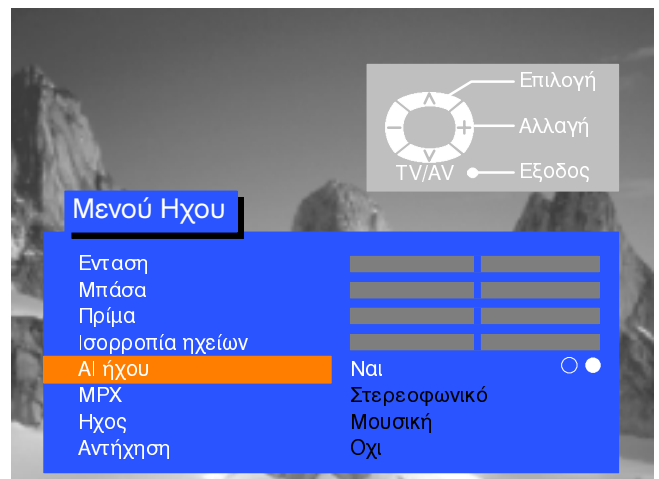 Επιλογή
Αλλαγή
TV/AV Εξοδος
Μενού Ηχου
Ενταση
Μπάσα
Πρίμα
Ισορροπία ηχείων
AI ήχου Ναι
MPX Στερεοφωνικό
Ηχος Μουσική
Αντήχηση Οχι